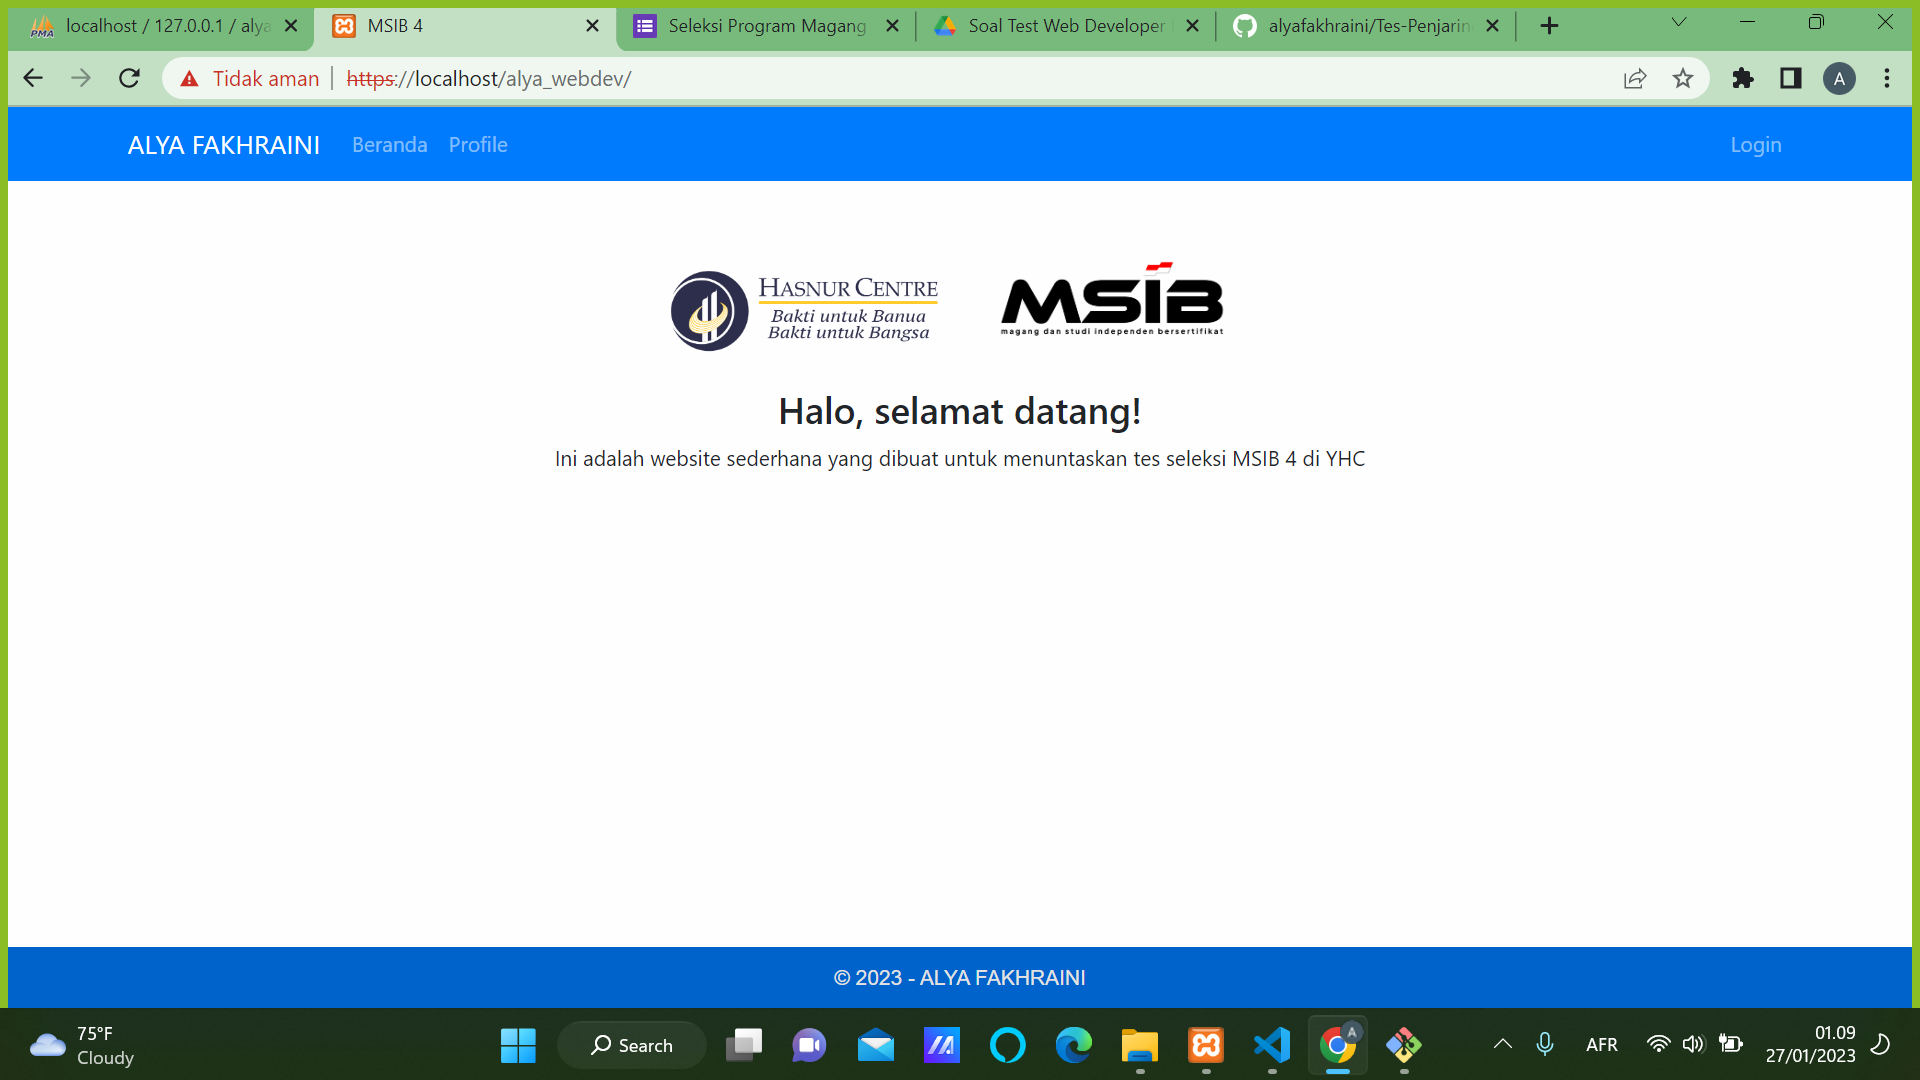 localhost / 127.0.0.1 / alya
MSIB 4
Seleksi Program Magang
Soal Test Web Developer
alyafakhraini/Tes-Penjarin
Tidak aman
https://localhost/alya_webdev/
A
ALYA FAKHRAINI
Beranda
Profile
Login
HASNUR CENTRE
Bakti untuk Banua
Bakti untuk Bangsa
MSIB
magang dan studi independen bersertifikat
Halo, selamat datang!
Ini adalah website sederhana yang dibuat untuk menuntaskan tes seleksi MSIB 4 di YHC
© 2023 - ALYA FAKHRAINI
75°F
Cloudy
Search
A
AFR
01.09
27/01/2023